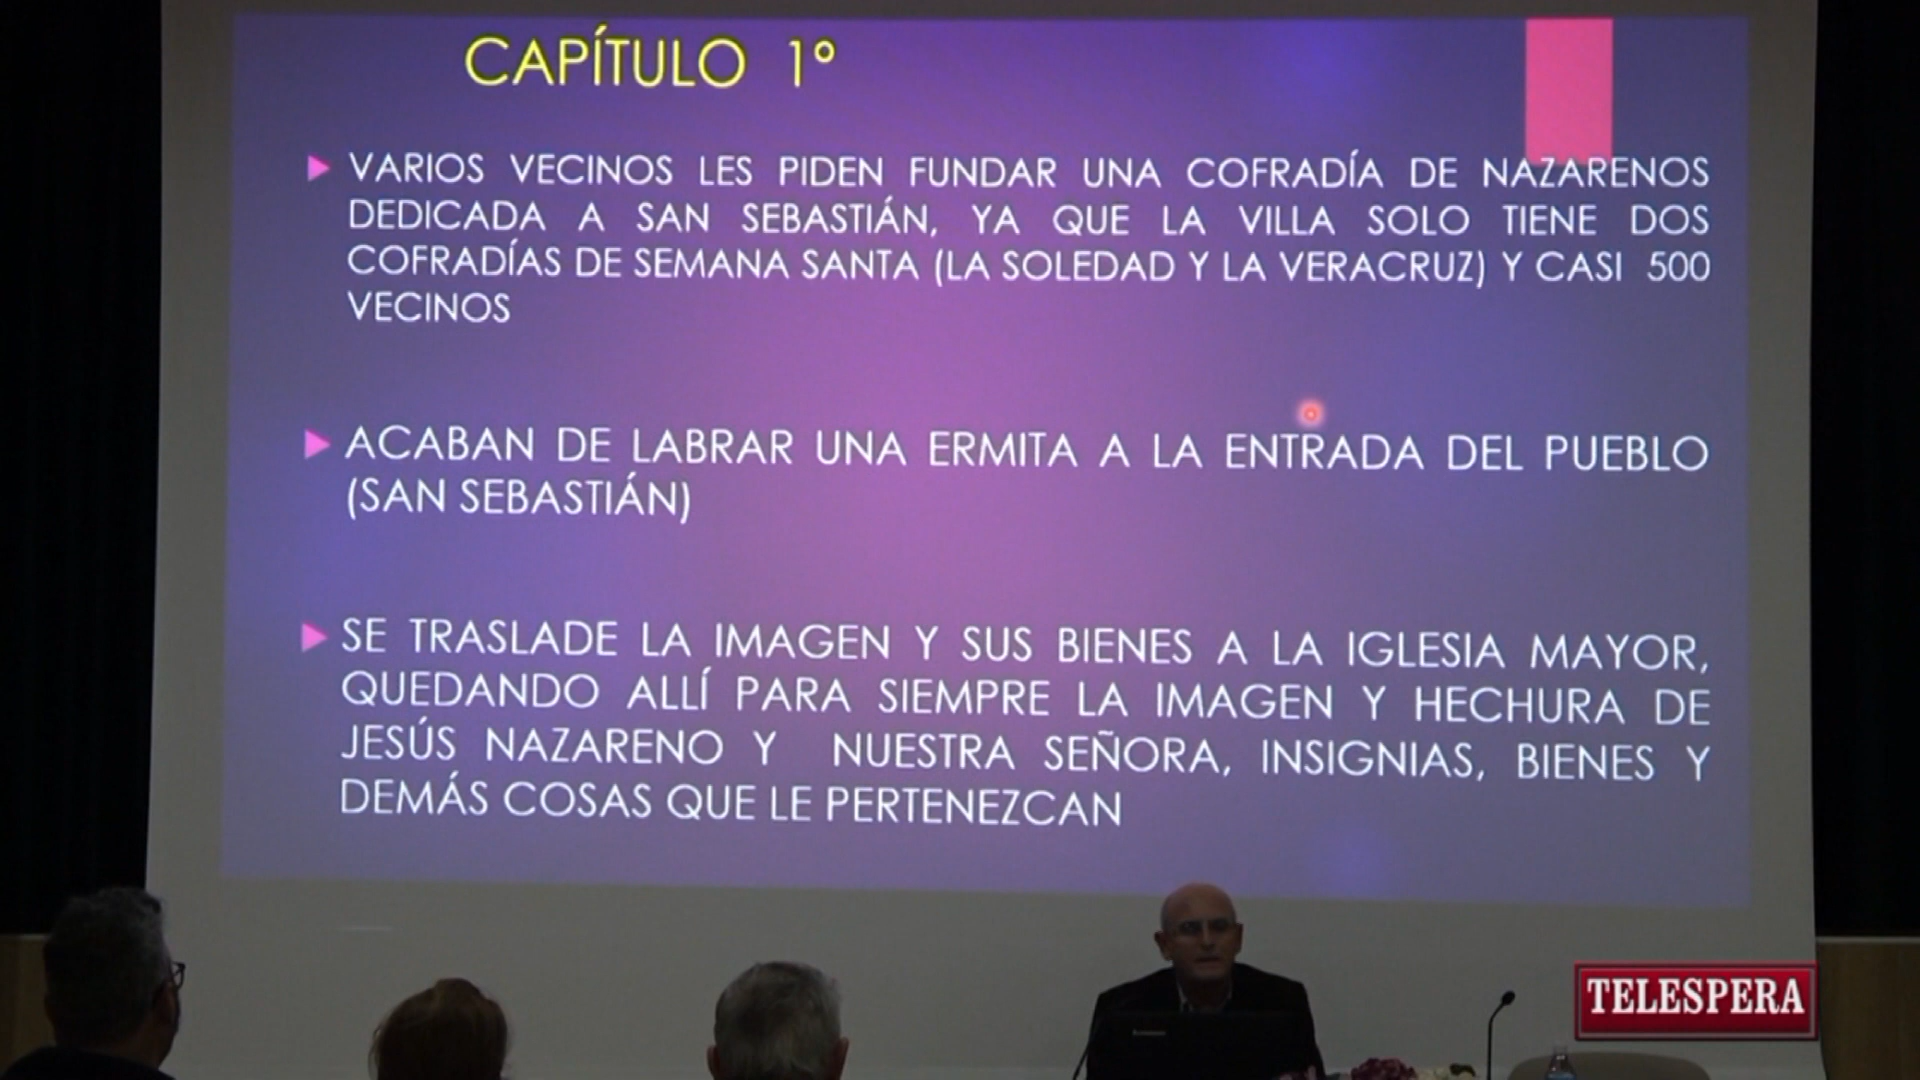 CAPÍTULO 1º
VARIOS VECINOS LES PIDEN FUNDAR UNA COFRADÍA DE NAZARENOS
DEDICADA A SAN SEBASTIÁN, YA QUE LA VILLA SOLO TIENE DOS
COFRADÍAS DE SEMANA SANTA (LA SOLEDAD Y LA VERACRUZ) Y CASI 500
VECINOS
ACABAN DE LABRAR UNA ERMITA A LA ENTRADA DEL PUEBLO
(SAN SEBASTIÁN)
SE TRASLADE LA IMAGEN Y SUS BIENES A LA IGLESIA MAYOR,
QUEDANDO ALLÍ PARA SIEMPRE LA IMAGEN Y HECHURA DE
JESÚS NAZARENO Y NUESTRA SEÑORA, INSIGNIAS, BIENES Y
DEMÁS COSAS QUE LE PERTENEZCAN
TELESPERA